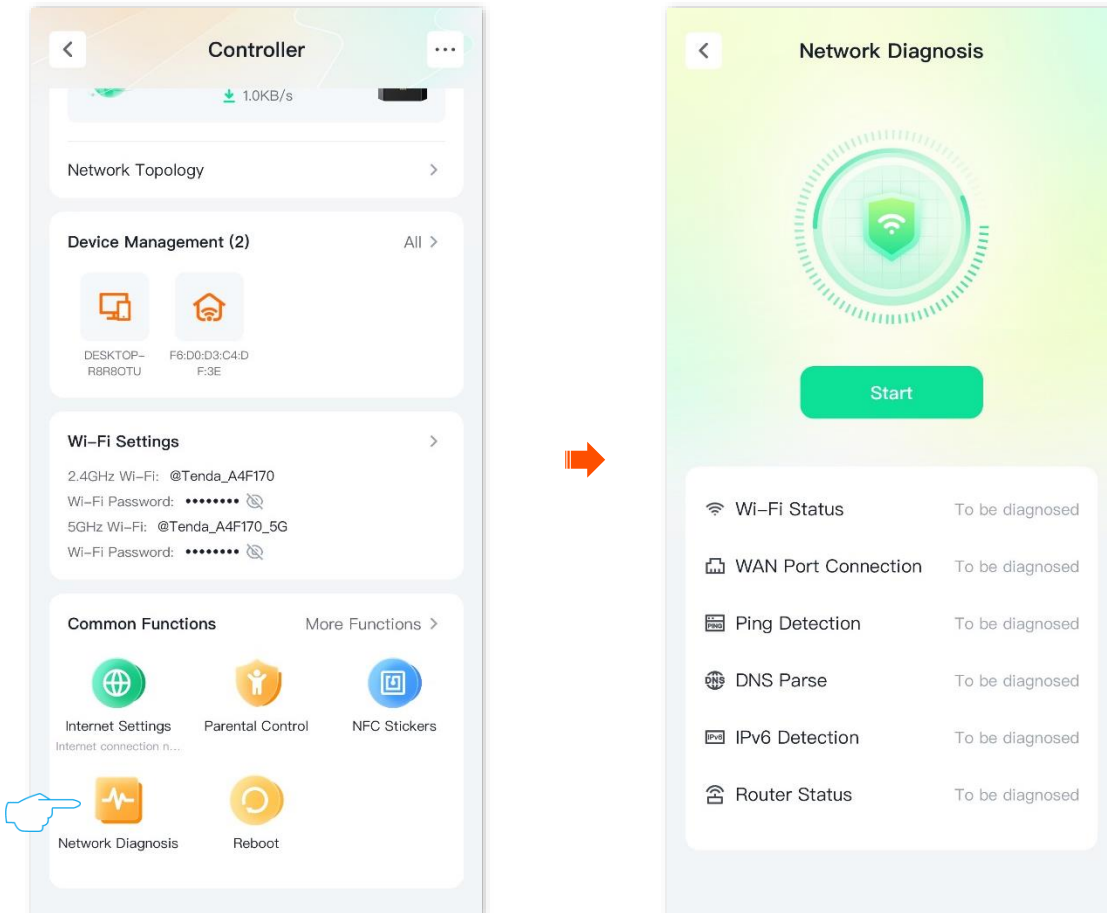 Controller
1.0KB/s
Network Topology
Device Management (2)
All
DESKTOP-
R8R8OTU
F6:D0:D3:C4:D
F:3E
Wi-Fi Settings
2.4GHz Wi-Fi: @Tenda_A4F170
Wi-Fi Password: ••••••••
5GHz Wi-Fi: @Tenda_A4F170_5G
Wi-Fi Password: ••••••••
Common Functions
More Functions
Internet Settings
Internet connection n...
Parental Control
NFC Stickers
Network Diagnosis
Reboot
Network Diagnosis
Start
Wi-Fi Status To be diagnosed
WAN Port Connection To be diagnosed
PING
Ping Detection To be diagnosed
DNS
DNS Parse To be diagnosed
IPv6
IPv6 Detection To be diagnosed
Router Status To be diagnosed